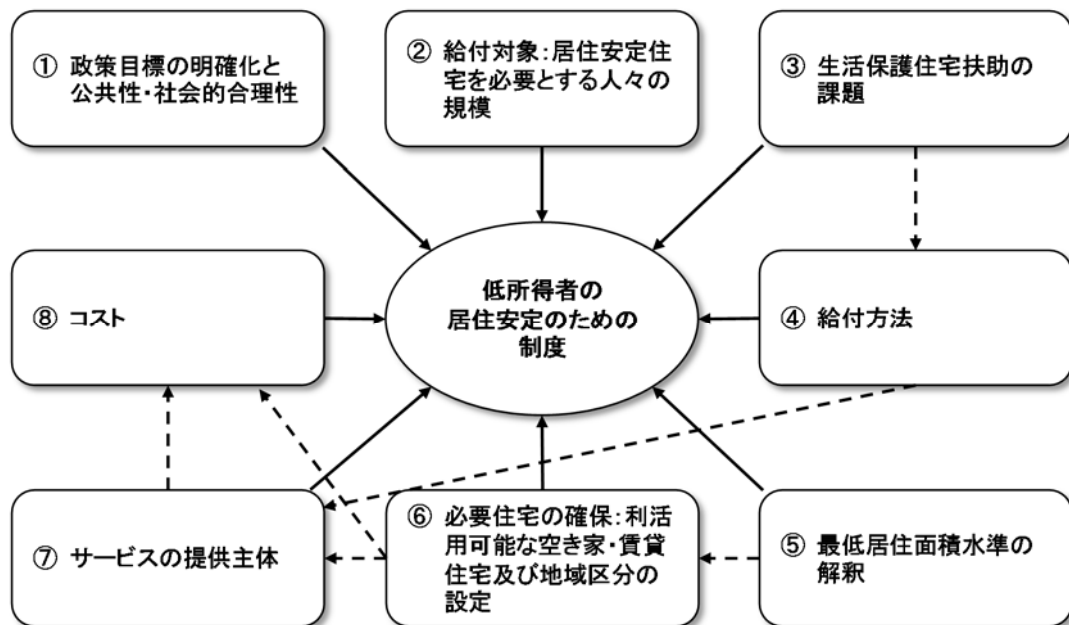 ① 政策目標の明確化と
公共性・社会的合理性
② 給付対象：居住安定住
宅を必要とする人々の
規模
③ 生活保護住宅扶助の
課題
⑧ コスト
低所得者の
居住安定のための
制度
④ 給付方法
⑦ サービスの提供主体
⑥ 必要住宅の確保：利活
用可能な空き家・賃貸
住宅及び地域区分の
設定
⑤ 最低居住面積水準の
解釈